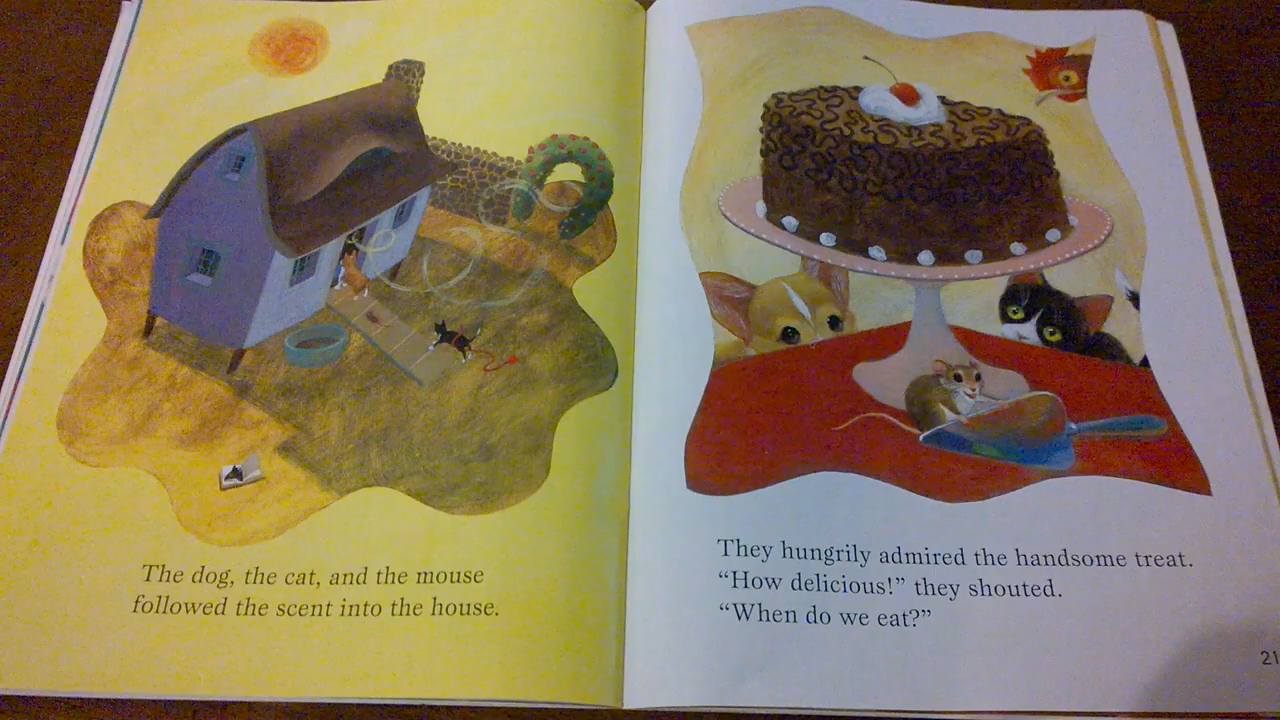 The dog, the cat, and the mouse
followed the scent into the house.
They hungrily admired the handsome treat.
“How delicious!” they shouted.
“When do we eat?”
21